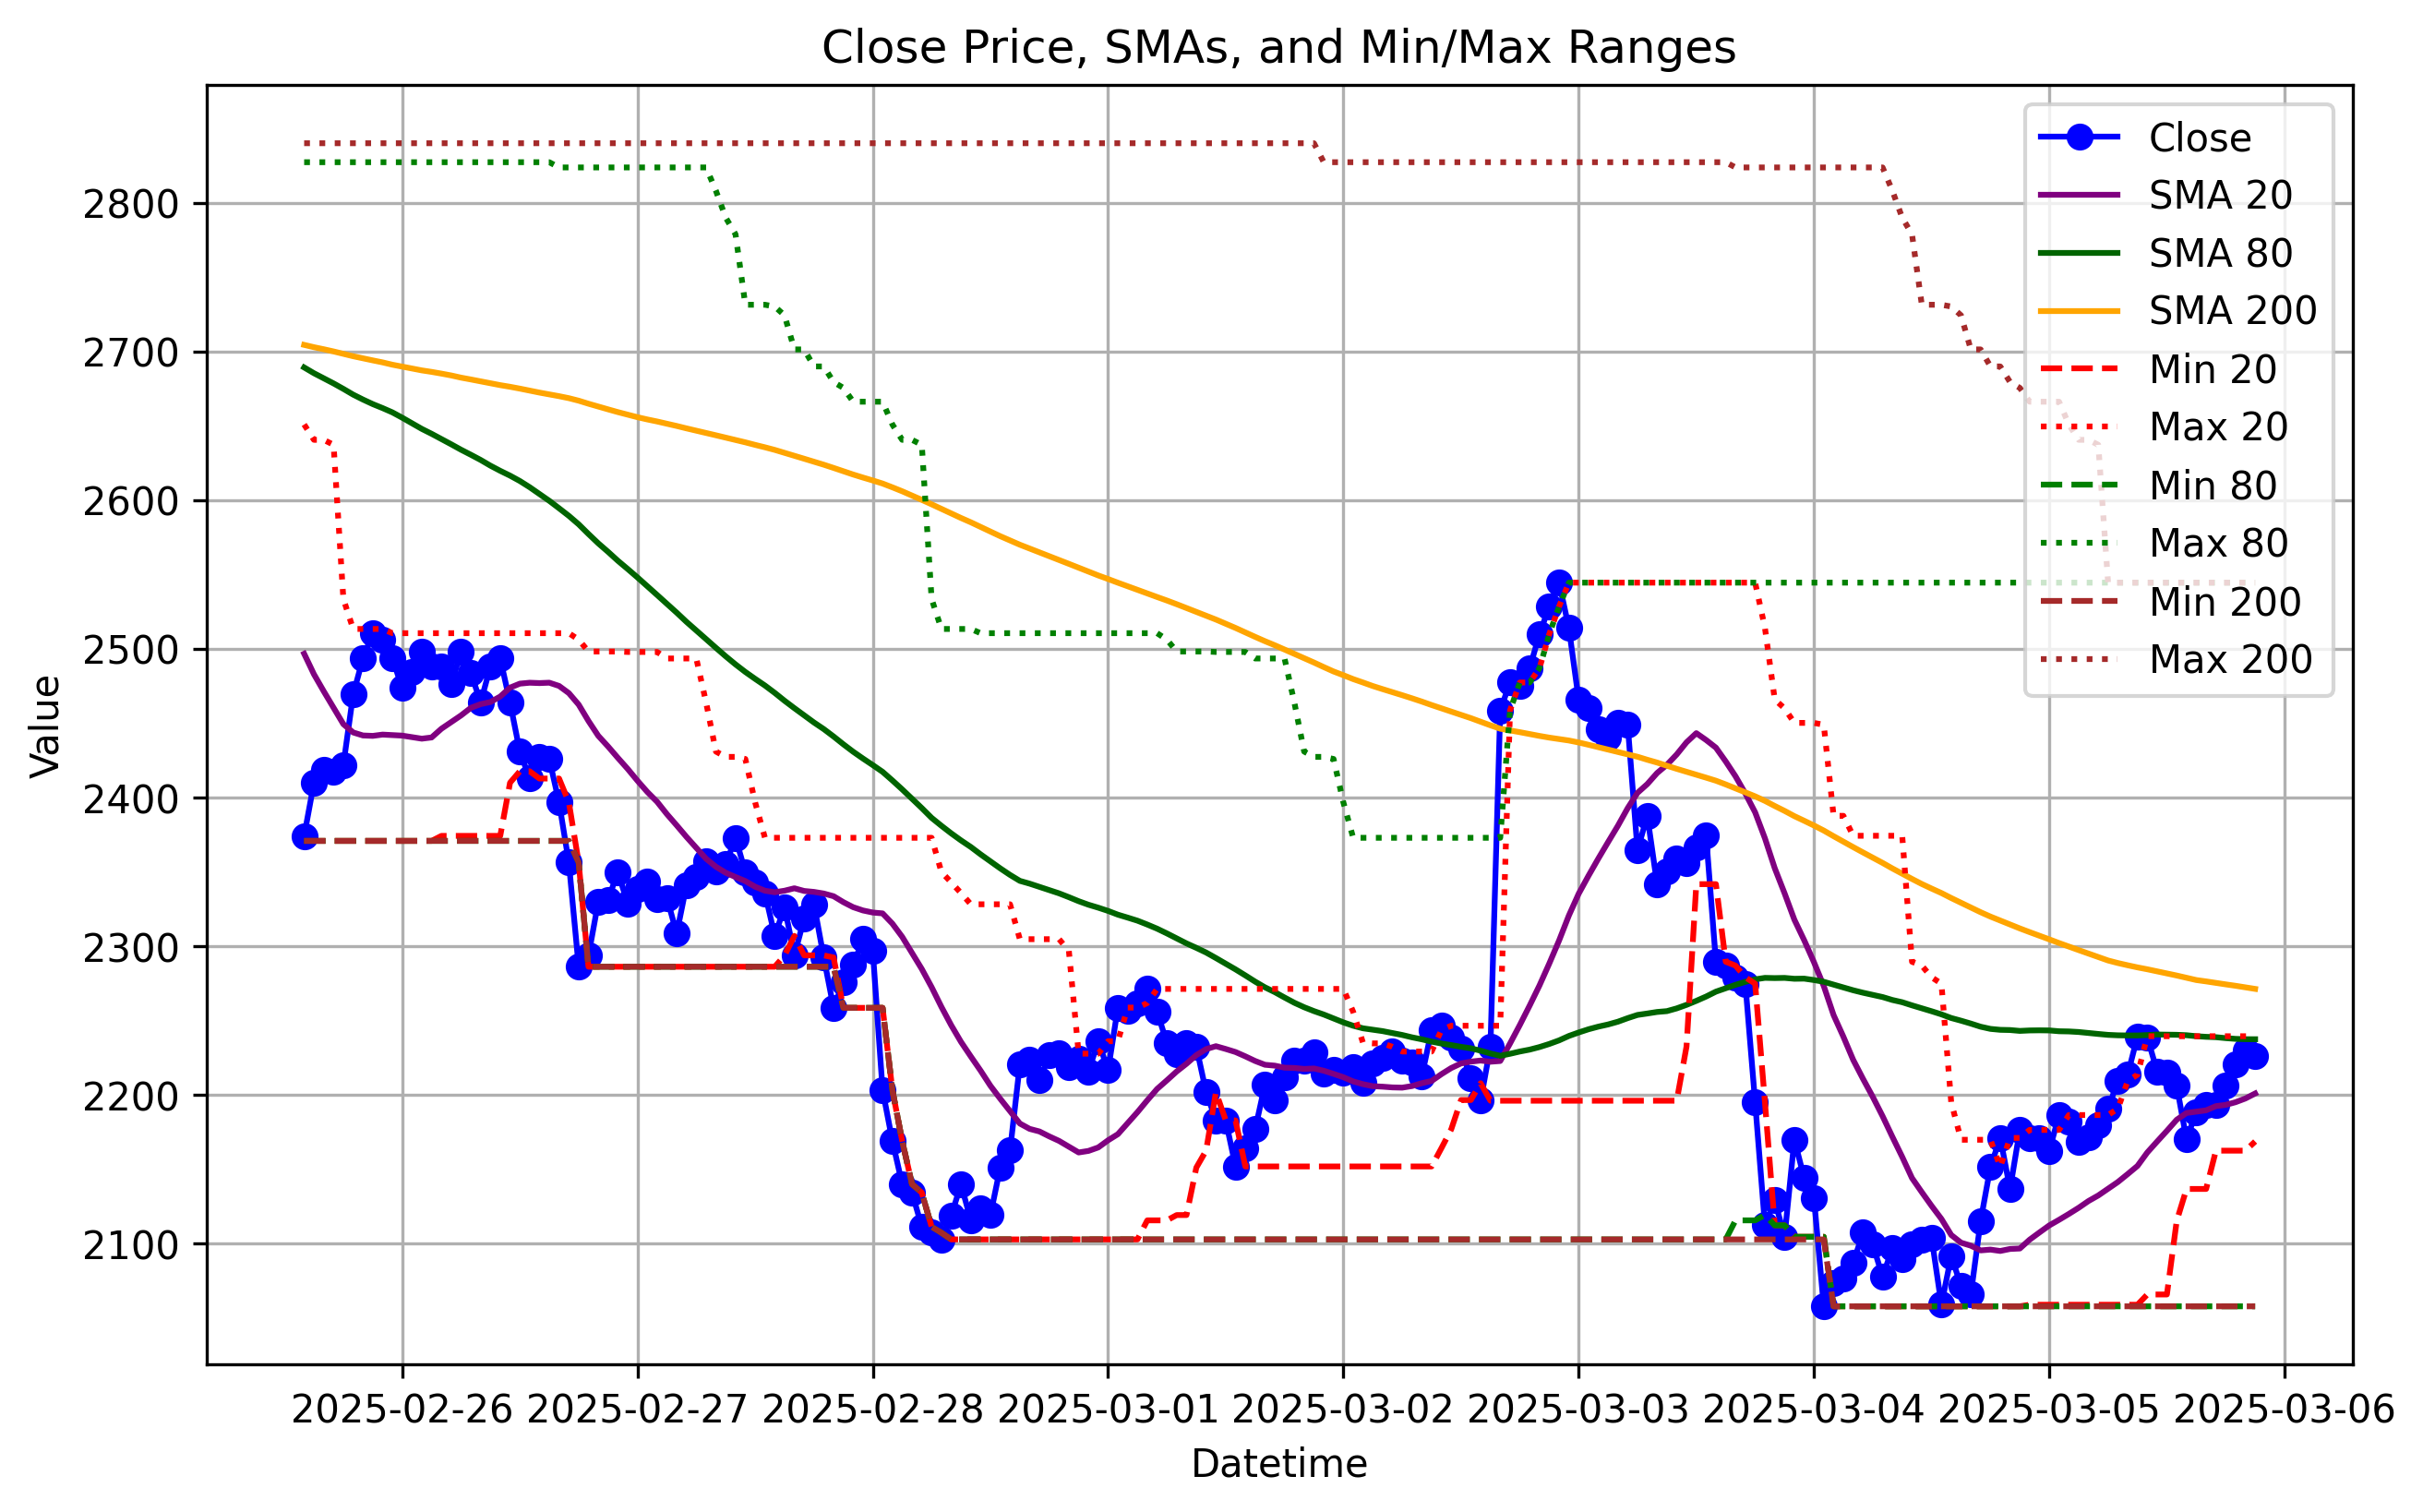 Close Price, SMAs, and Min/Max Ranges
Value
2800
2700
2600
2500
2400
2300
2200
2100
Close
SMA 20
SMA 80
SMA 200
Min 20
Max 20
Min 80
Max 80
Min 200
Max 200
2025-02-26 2025-02-27 2025-02-28 2025-03-01 2025-03-02 2025-03-03 2025-03-04 2025-03-05 2025-03-06
Datetime